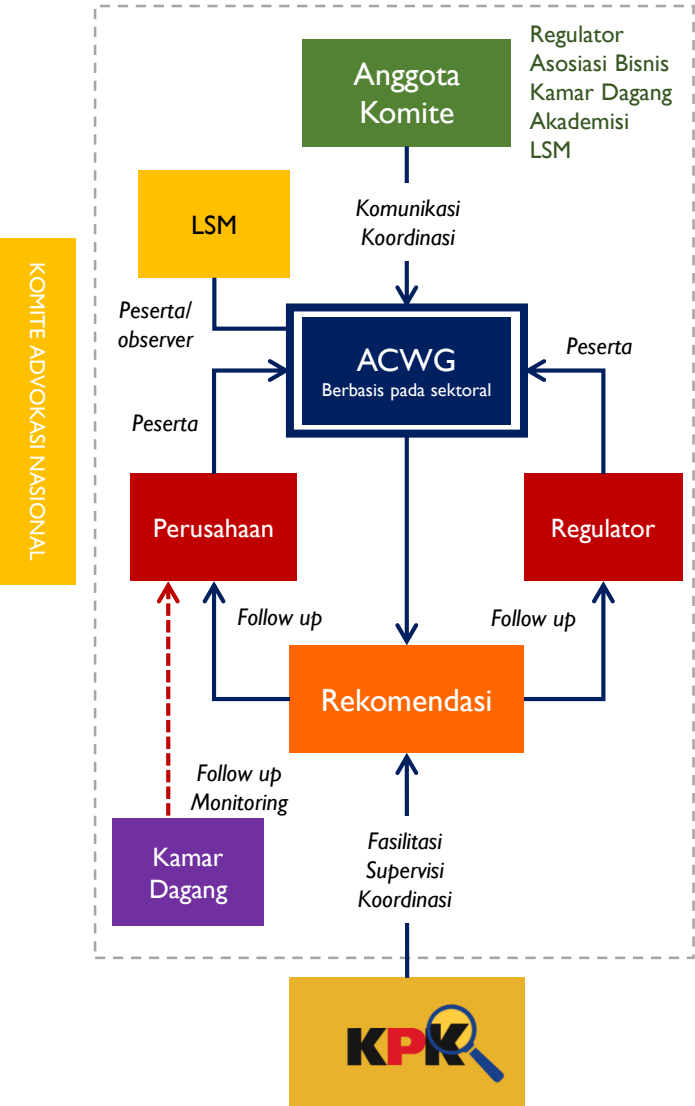 Anggota
Komite
Regulator
Asosiasi Bisnis
Kamar Dagang
Akademisi
LSM
LSM
Komunikasi
Koordinasi
KOMITE ADVOKASI NASIONAL
Peserta/
observer
ACWG
Berbasis pada sektoral
Peserta
Peserta
Perusahaan
Regulator
Follow up
Follow up
Rekomendasi
Follow up
Monitoring
Kamar
Dagang
Fasilitasi
Supervisi
Koordinasi
KPK